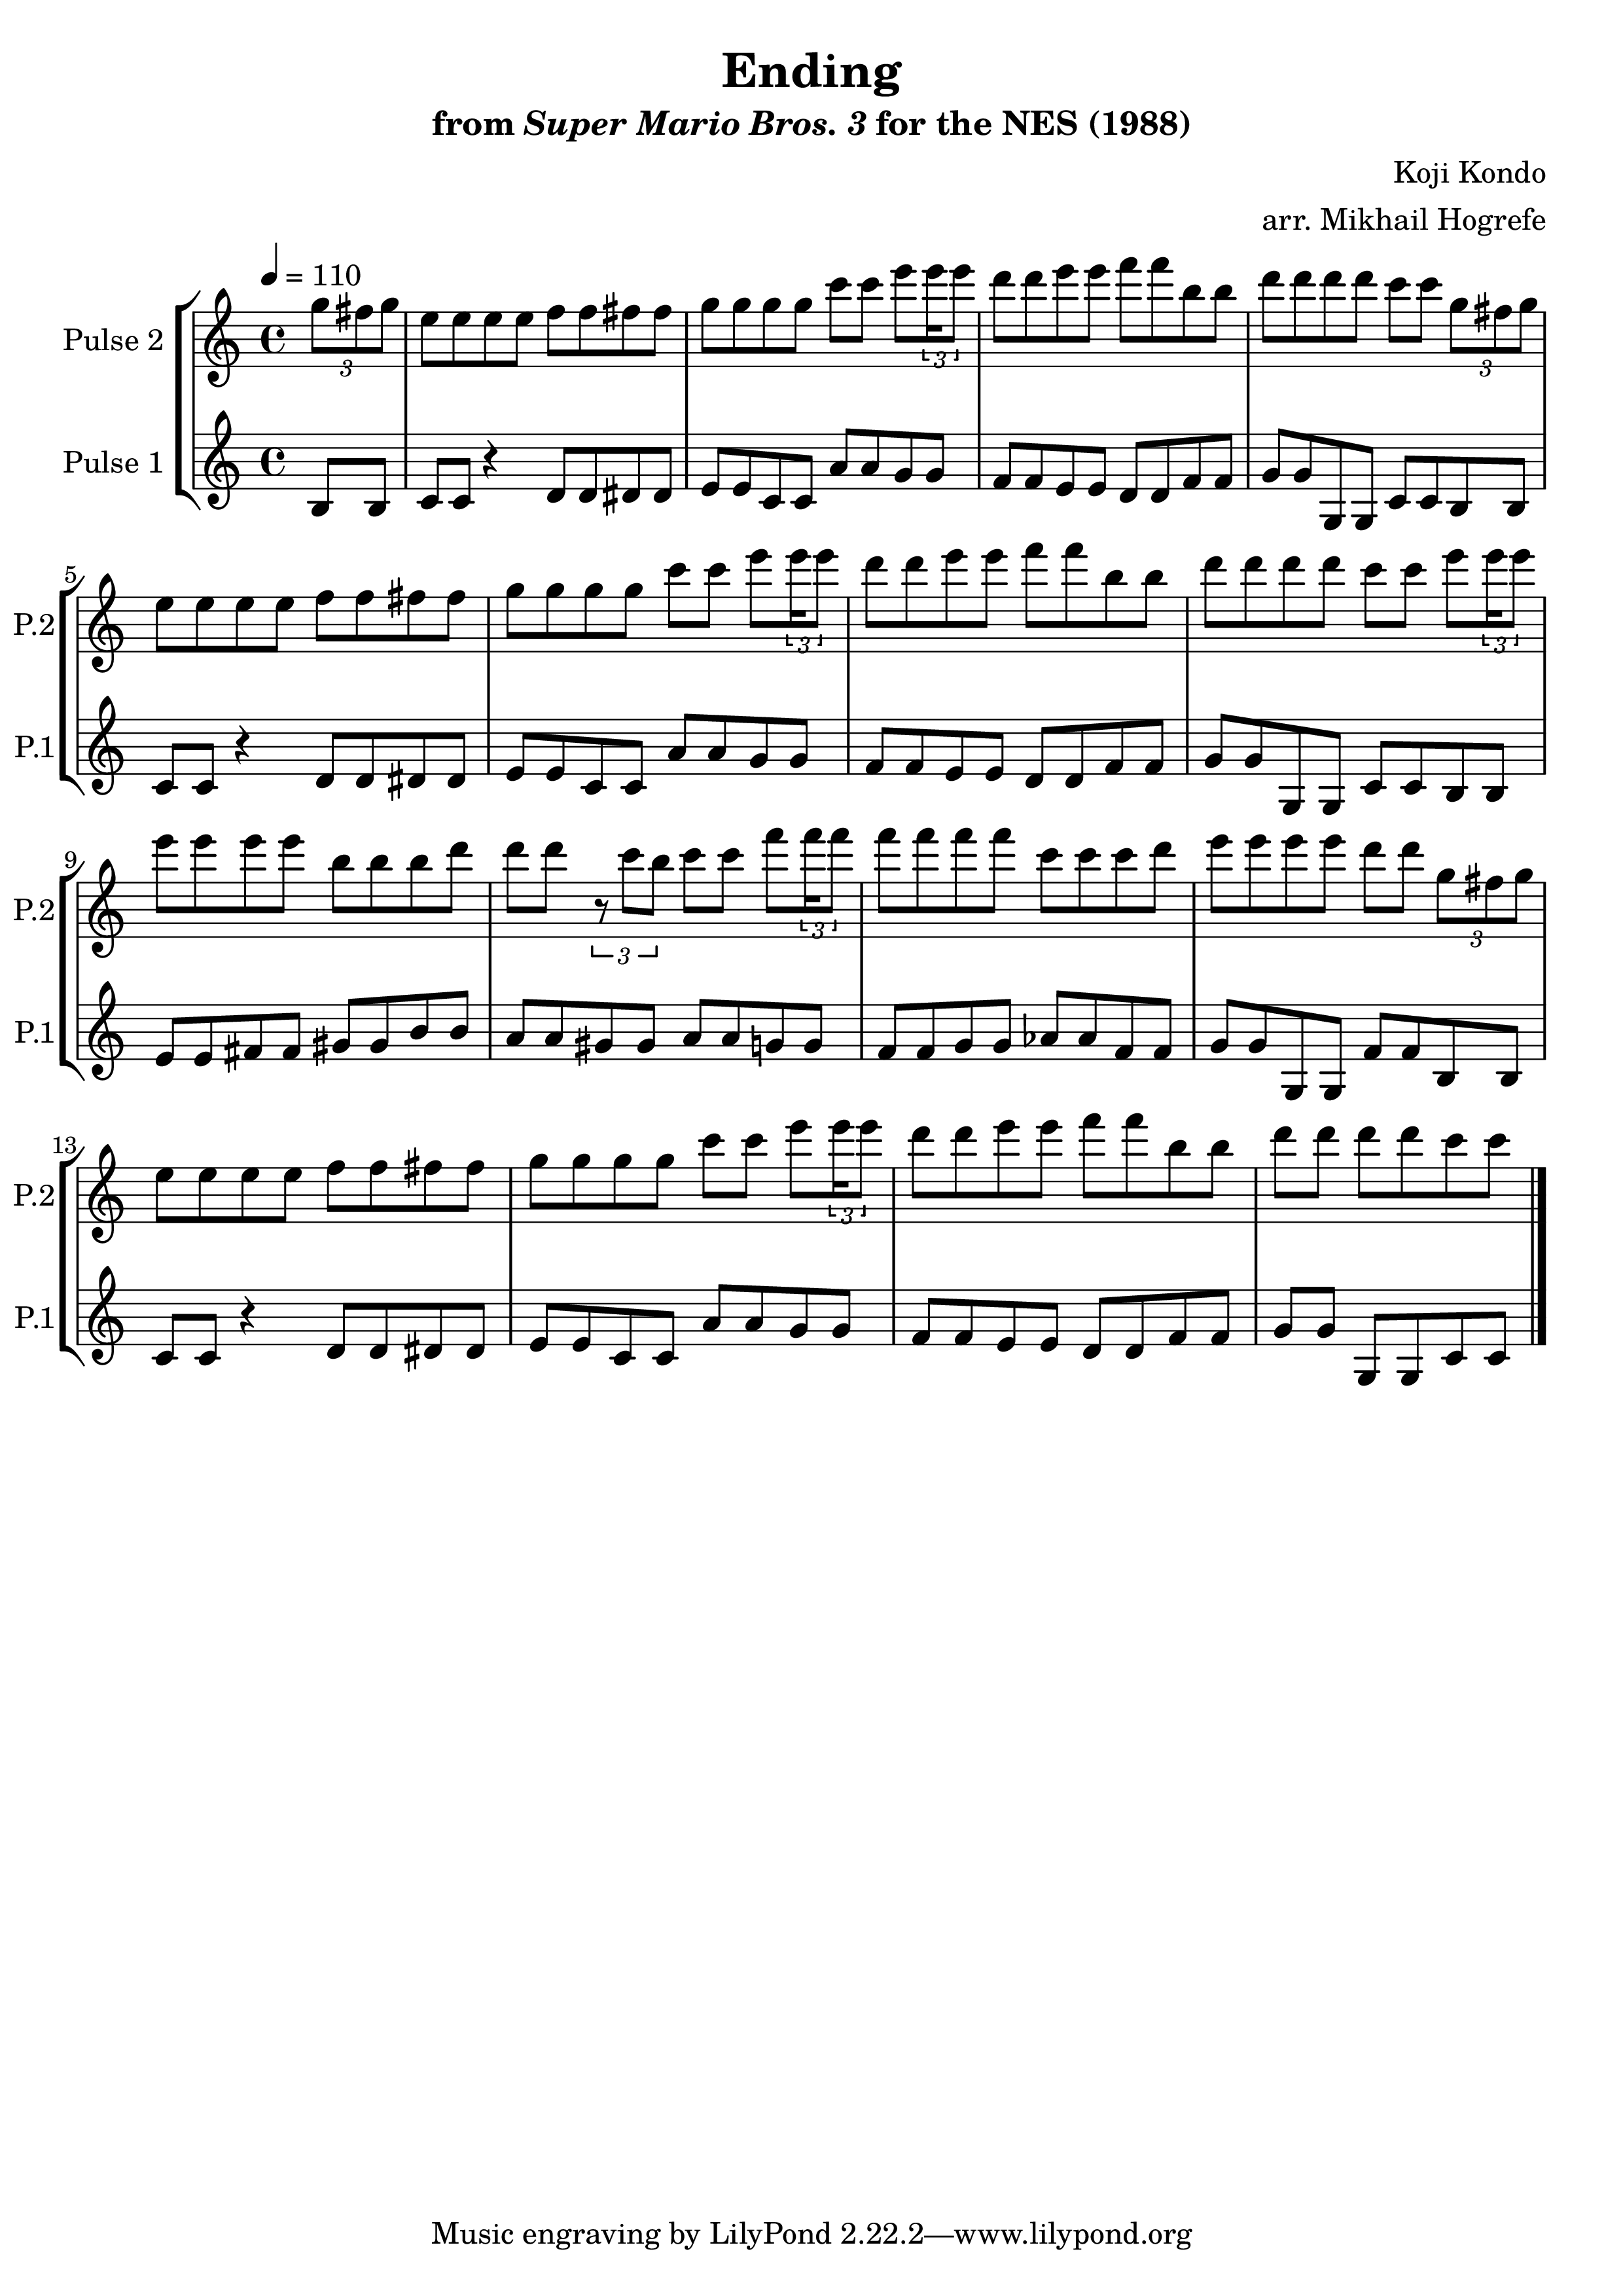 Ending
from Super Mario Bros. 3 for the NES (1988)
Koji Kondo
arr. Mikhail Hogrefe
= 110
Pulse 2
3
3
3
Pulse 1
5
P.2
3
3
P.1
9
P.2
3
3
3
P.1
13
P.2
3
P.1
Music engraving by LilyPond 2.22.2—www.lilypond.org